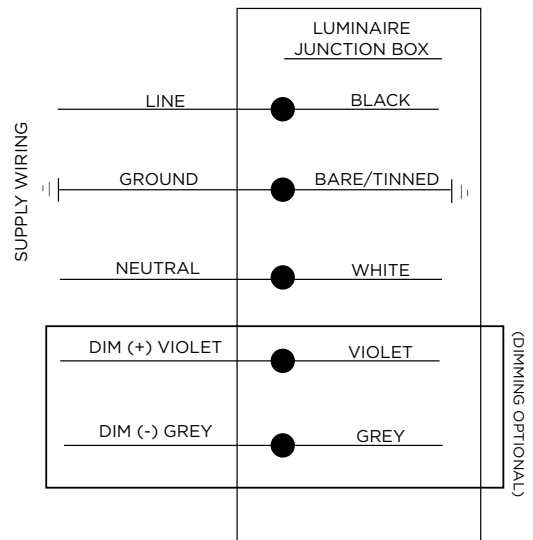 LUMINAIRE
JUNCTION BOX
SUPPLY WIRING
LINE
BLACK
GROUND
BARE/TINNED
NEUTRAL
WHITE
DIM (+) VIOLET
VIOLET
DIM (-) GREY
GREY
(DIMMING OPTIONAL)